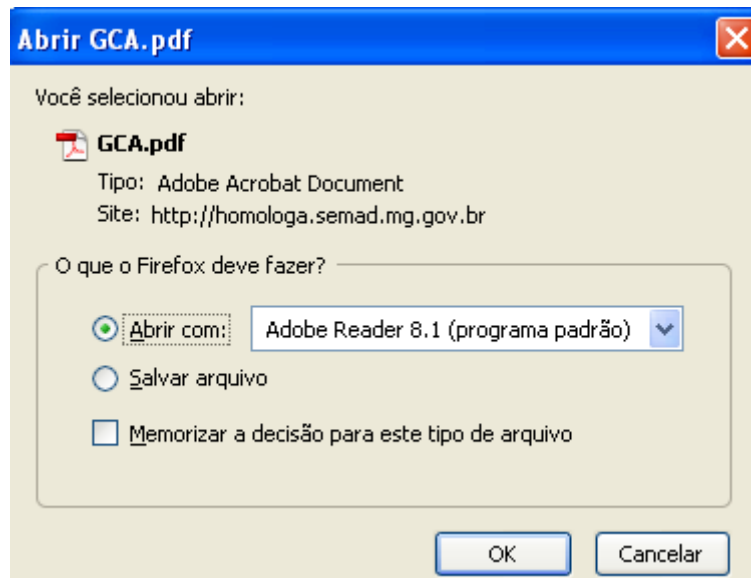 Abrir GCA.pdf
Você selecionou abrir:
GCA.pdf
Tipo: Adobe Acrobat Document
Site: http://homologa.semad.mg.gov.br
O que o Firefox deve fazer?
Abrir com: Adobe Reader 8.1 (programa padrão)
Salvar arquivo
Memorizar a decisão para este tipo de arquivo
OK Cancelar